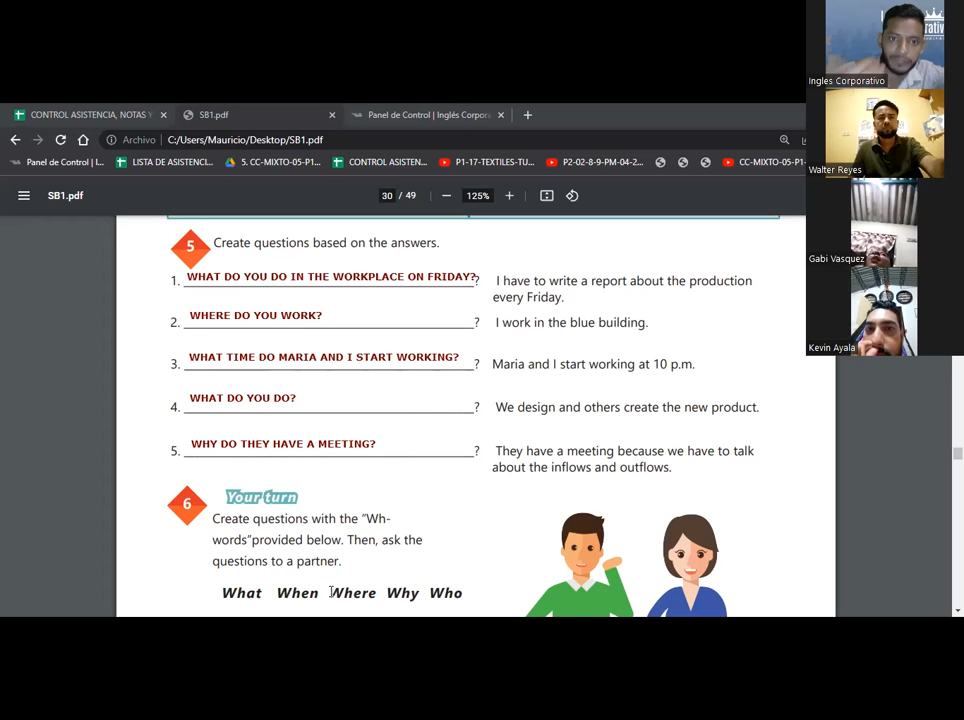 CONTROL ASISTENCIA, NOTAS Y
SB1.pdf
Panel de Control | Inglés Corpora
Archivo
C:/Users/Mauricio/Desktop/SB1.pdf
Panel de Control | I...
LISTA DE ASISTENCI...
5. CC-MIXTO-05-P1-...
CONTROL ASISTEN...
P1-17-TEXTILES-TU...
P2-02-8-9-PM-04-2...
CC-MIXTO-05-P1
SB1.pdf
30 / 49
125%
5
Create questions based on the answers.
1. WHAT DO YOU DO IN THE WORKPLACE ON FRIDAY? ? I have to write a report about the production
every Friday.
2. WHERE DO YOU WORK? ? I work in the blue building.
3. WHAT TIME DO MARIA AND I START WORKING? ? Maria and I start working at 10 p.m.
4. WHAT DO YOU DO? ? We design and others create the new product.
5. WHY DO THEY HAVE A MEETING? ? They have a meeting because we have to talk
about the inflows and outflows.
6
Your turn
Create questions with the “Wh-
words”provided below. Then, ask the
questions to a partner.
What When Where Why Who
Ingles Corporativo
Walter Reyes
Gabi Vasquez
Kevin Ayala